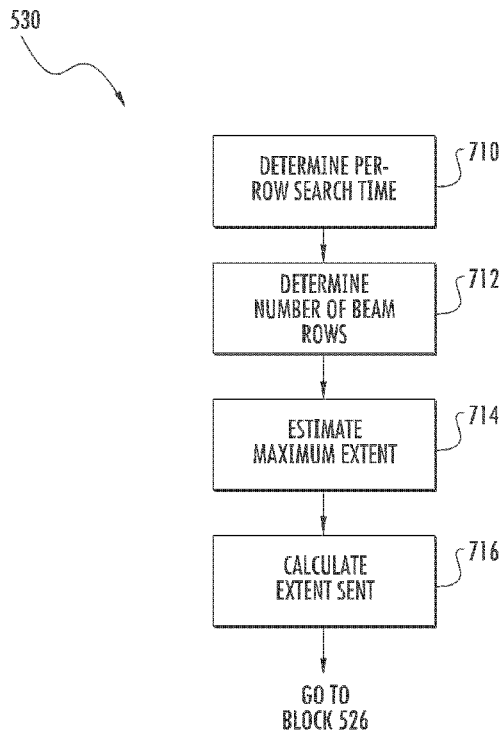 530
DETERMINE PER-
ROW SEARCH TIME
710
DETERMINE
NUMBER OF BEAM
ROWS
712
ESTIMATE
MAXIMUM EXTENT
714
CALCULATE
EXTENT SENT
716
GO TO
BLOCK 526